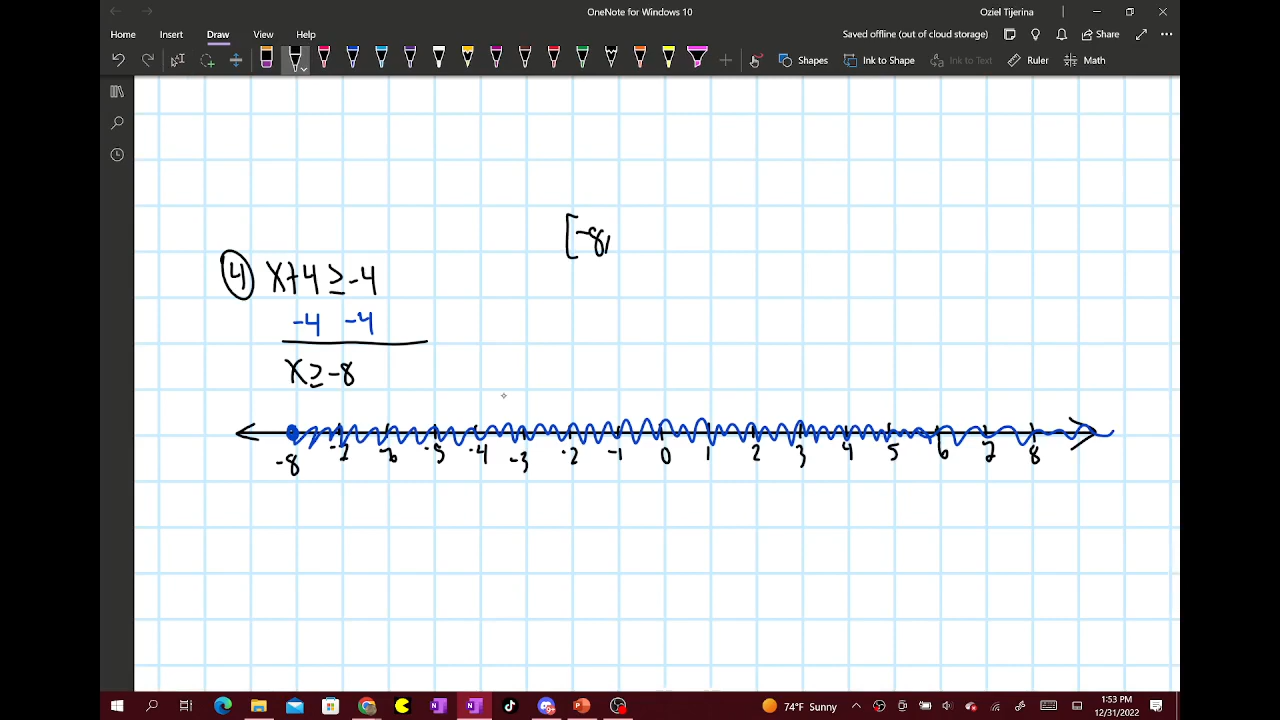 OneNote for Windows 10
Oziel Tijerina
Home Insert Draw View Help
Saved offline (out of cloud storage)
Share
Shapes
Ink to Shape
Ink to Text
Ruler
Math
[-8,
④ x+4 ≥ -4
-4 -4
x ≥ -8
-8 -7 -6 -5 -4 -3 -2 -1 0 1 2 3 4 5 6 7 8
74°F Sunny
1:53 PM
12/31/2022